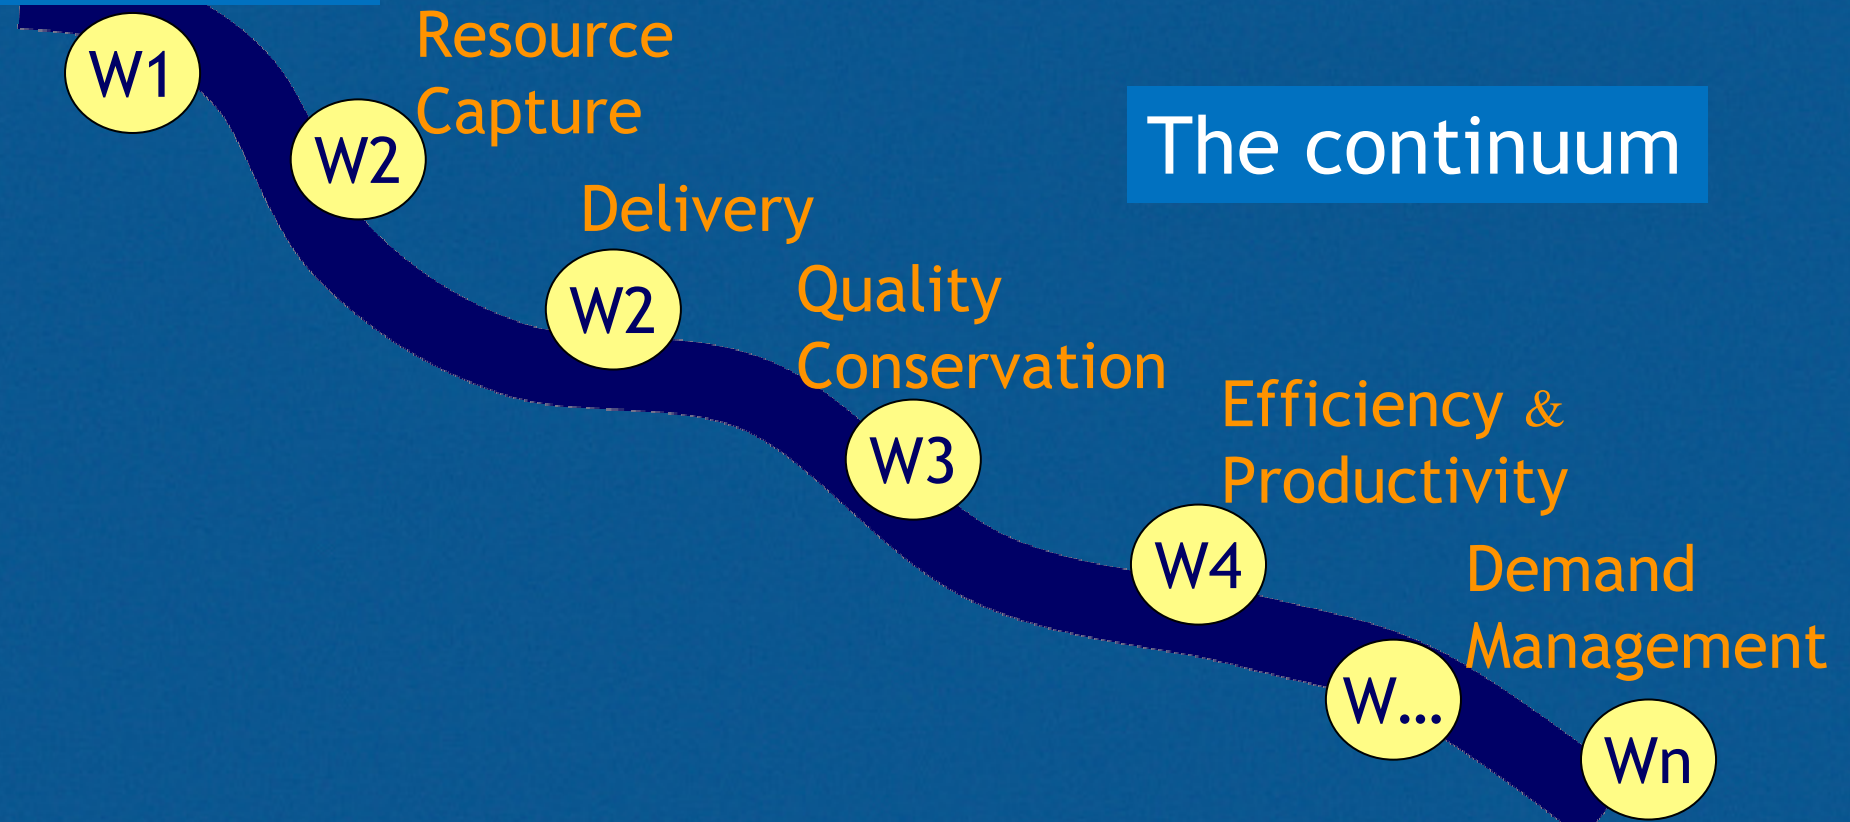 Resource
Capture
W1
W2
The continuum
Delivery
W2
Quality
Conservation
W3
Efficiency &
Productivity
W4
Demand
Management
W...
Wn